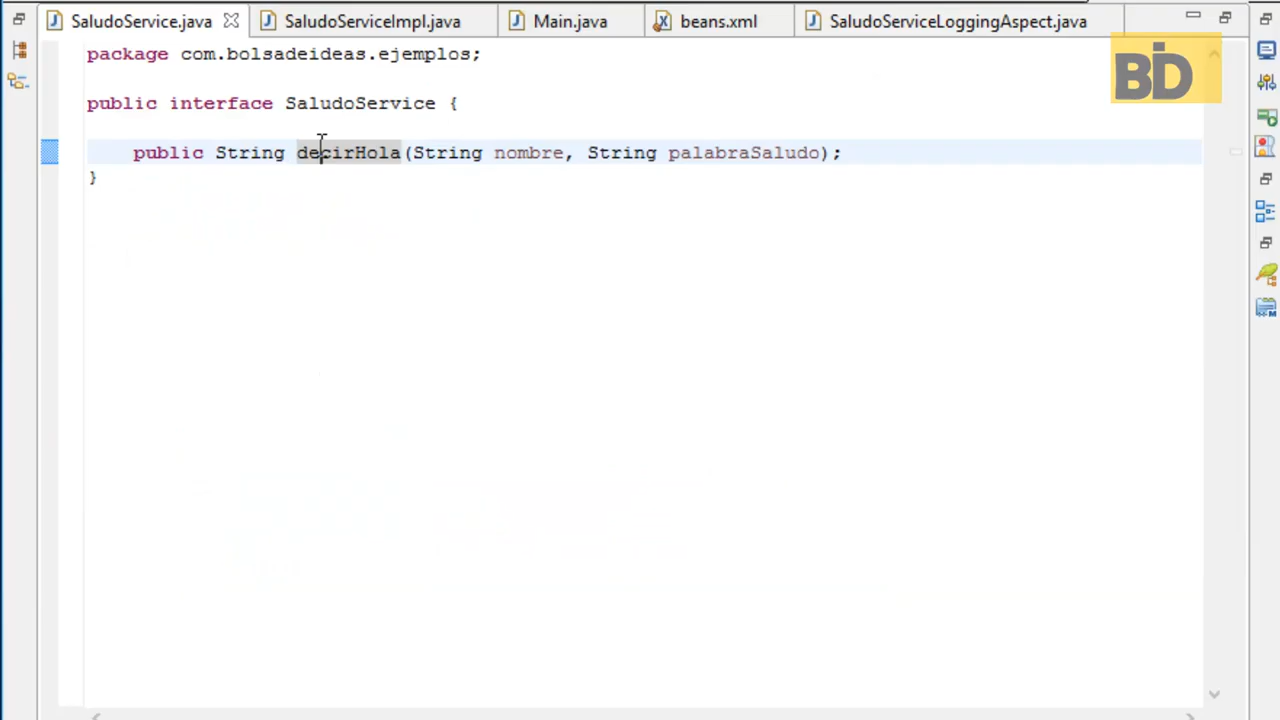 SaludoService.java SaludoServiceImpl.java Main.java beans.xml SaludoServiceLoggingAspect.java
package com.bolsadeideas.ejemplos;
BD
public interface SaludoService {
public String decirHola(String nombre, String palabraSaludo);
}